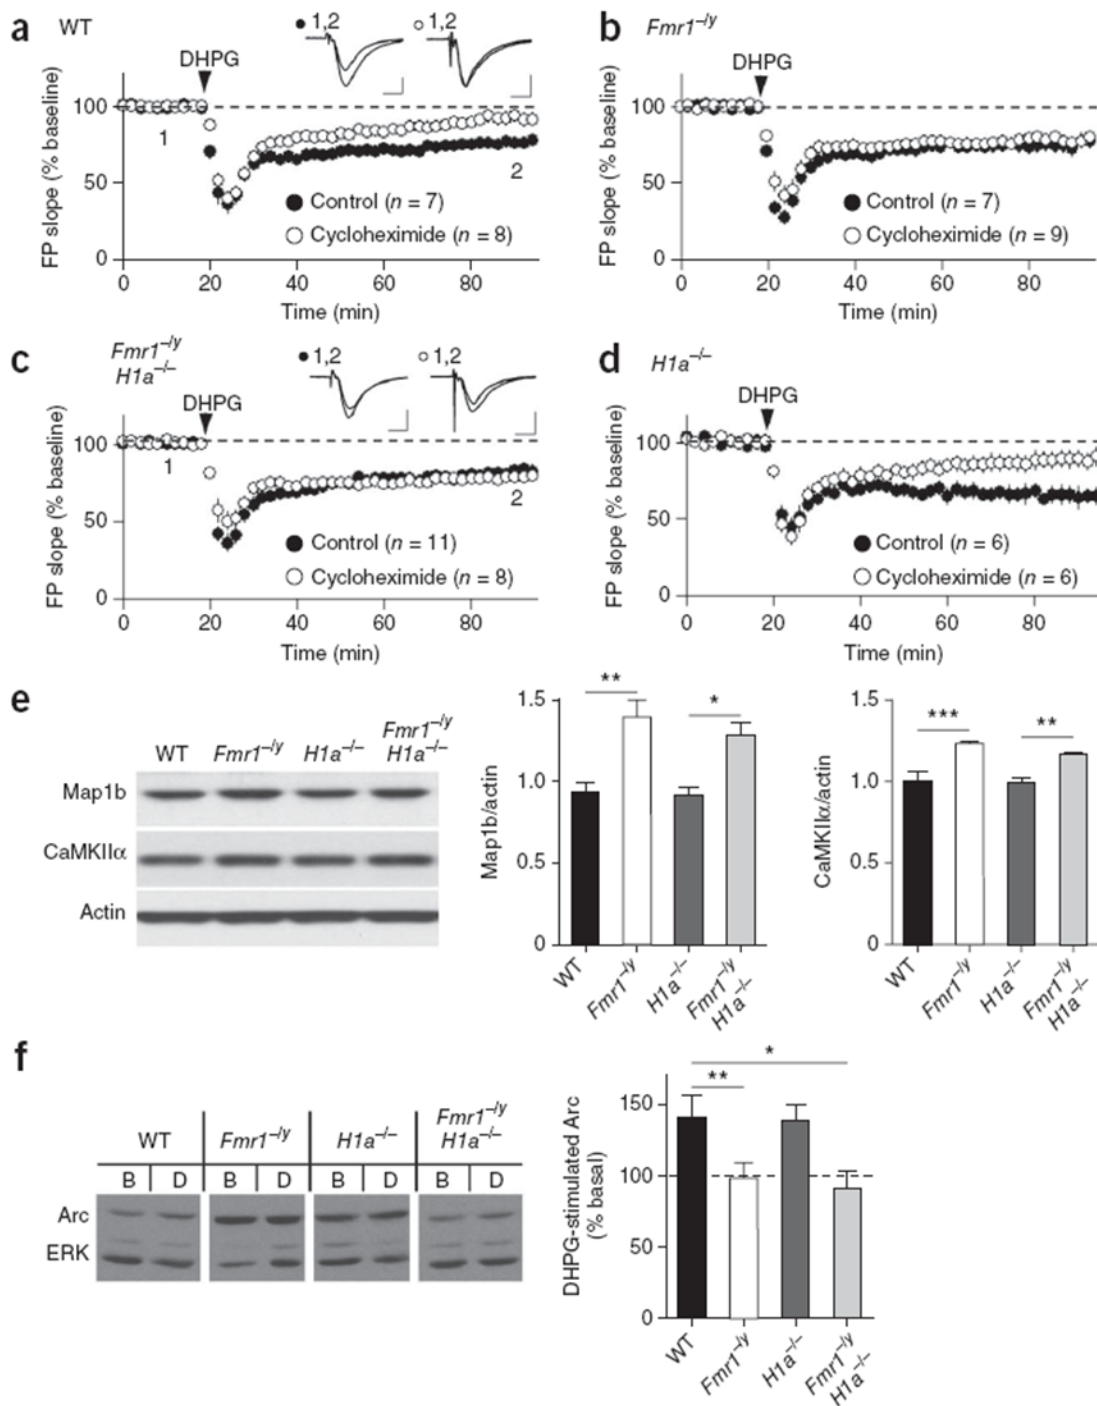 a WT
● 1,2 ○ 1,2
DHPG
FP slope (% baseline)
100
50
0
1
2
● Control (n = 7)
○ Cycloheximide (n = 8)
0 20 40 60 80
Time (min)
b Fmr1–/y
DHPG
FP slope (% baseline)
100
50
0
● Control (n = 7)
○ Cycloheximide (n = 9)
0 20 40 60 80
Time (min)
c Fmr1–/y
H1a–/–
● 1,2 ○ 1,2
DHPG
FP slope (% baseline)
100
50
0
1
2
● Control (n = 11)
○ Cycloheximide (n = 8)
0 20 40 60 80
Time (min)
d H1a–/–
DHPG
FP slope (% baseline)
100
50
0
● Control (n = 6)
○ Cycloheximide (n = 6)
0 20 40 60 80
Time (min)
e
WT Fmr1–/y H1a–/– Fmr1–/y
H1a–/–
Map1b
CaMKIIα
Actin
Map1b/actin
1.5
1.0
0.5
0
** *
WT Fmr1–/y H1a–/– Fmr1–/y
H1a–/–
CaMKIIα/actin
1.5
1.0
0.5
0
*** **
WT Fmr1–/y H1a–/– Fmr1–/y
H1a–/–
f
WT Fmr1–/y H1a–/– Fmr1–/y
H1a–/–
B D B D B D B D
Arc
ERK
DHPG-stimulated Arc
(% basal)
150
100
50
0
*
**
WT Fmr1–/y H1a–/– Fmr1–/y
H1a–/–